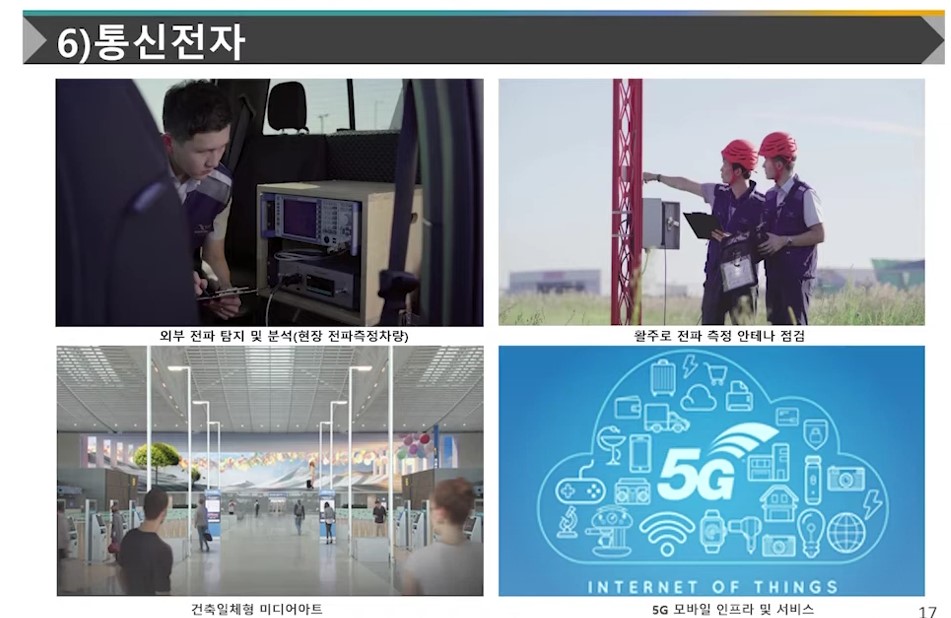 6)통신전자
외부 전파 탐지 및 분석(현장 전파측정차량)
활주로 전파 측정 안테나 점검
5G
INTERNET OF THINGS
건축일체형 미디어아트
5G 모바일 인프라 및 서비스
17